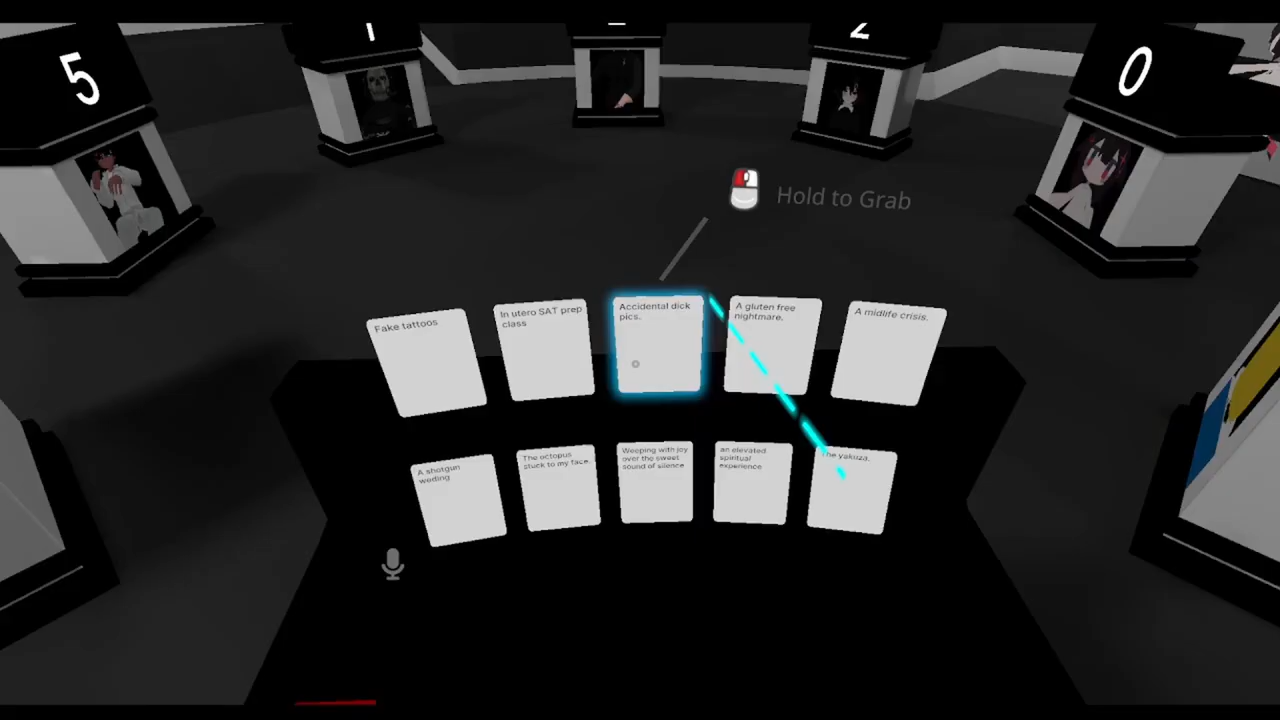 5
1
2
0
Hold to Grab
Fake tattoos
In utero SAT prep
class
Accidental dick
pics.
A gluten free
nightmare.
A midlife crisis.
A shotgun
weding
The octopus
stuck to my face.
Weeping with joy
over the sweet
sound of silence
an elevated
spiritual
experience
The yakuza.